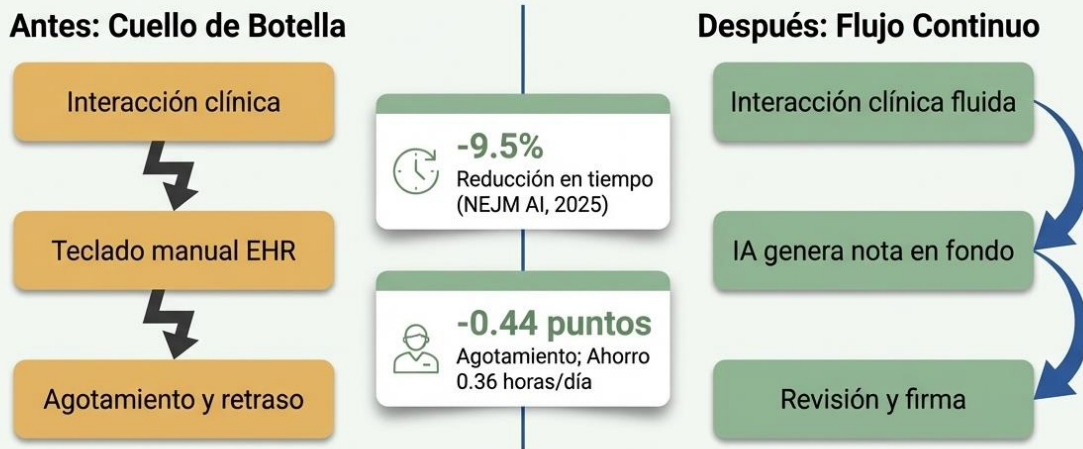 Antes: Cuello de Botella
Interacción clínica
Teclado manual EHR
Agotamiento y retraso
-9.5%
Reducción en tiempo
(NEJM AI, 2025)
-0.44 puntos
Agotamiento; Ahorro
0.36 horas/día
Después: Flujo Continuo
Interacción clínica fluida
IA genera nota en fondo
Revisión y firma